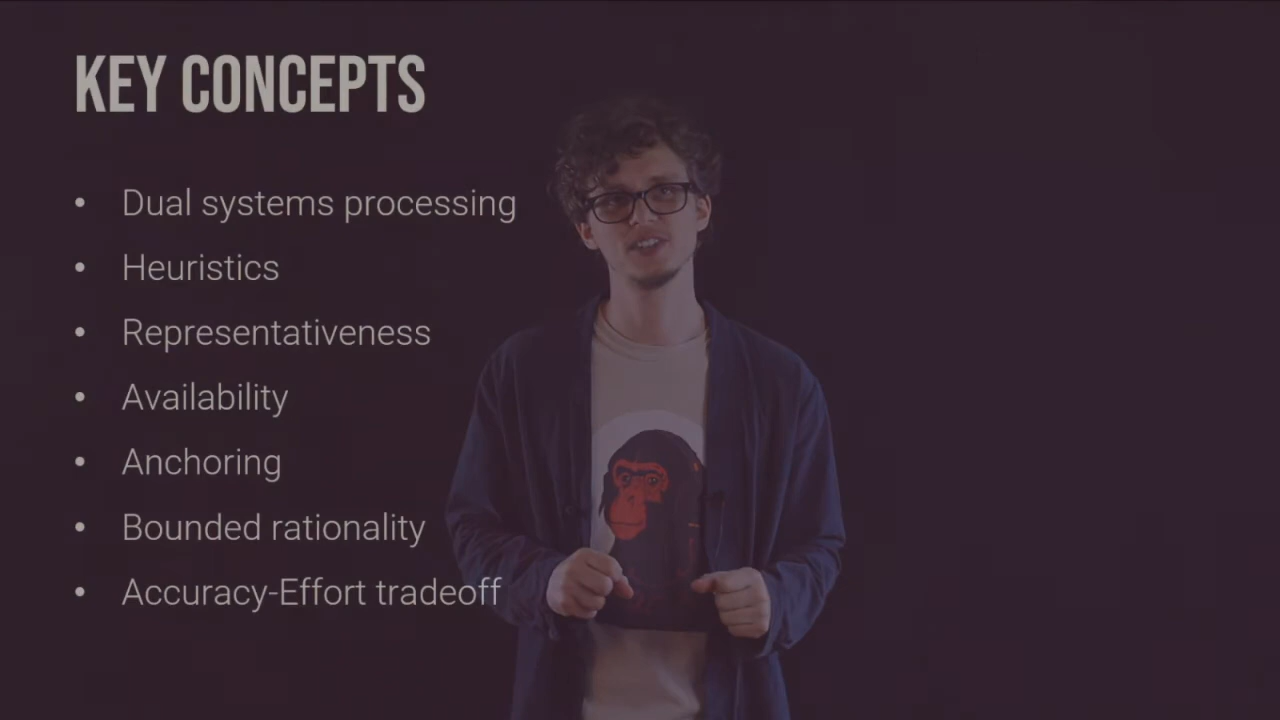 KEY CONCEPTS
• Dual systems processing
• Heuristics
• Representativeness
• Availability
• Anchoring
• Bounded rationality
• Accuracy-Effort tradeoff